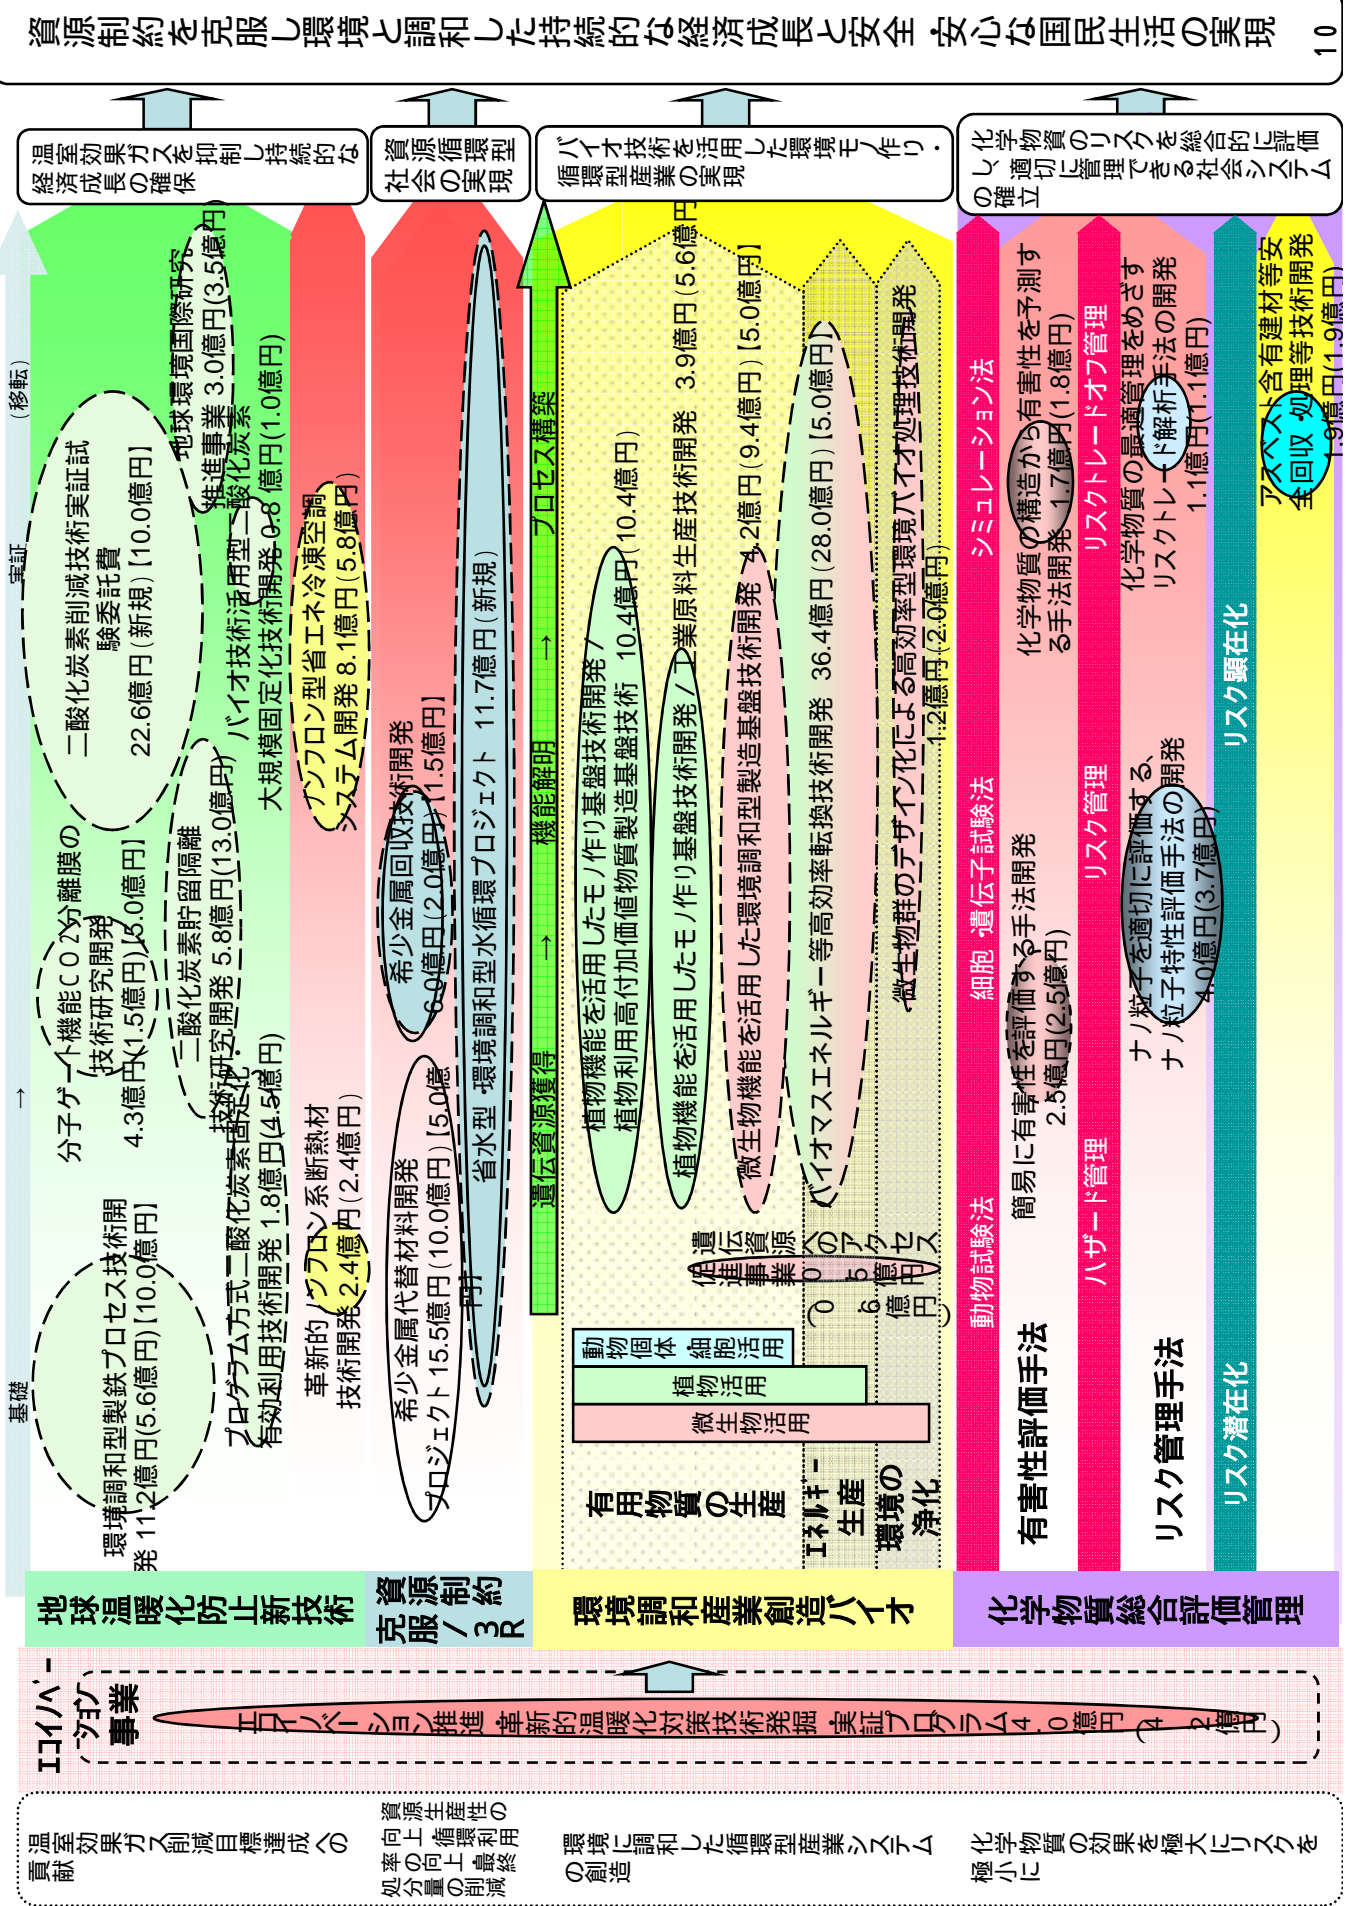 資源制約を克服し環境と調和した持続的な経済成長と安全・安心な国民生活の実現
10
温室効果ガスを抑制し持続的な
経済成長の確保
資源循環型
社会の実現
バイオ技術を活用した環境モノ作り・
循環型産業の実現
化学物資のリスクを総合的に評価
し、適切に管理できる社会システム
の確立
基礎
→
実証
(移転)
環境調和型製鉄プロセス技術開
発 11.2億円(5.6億円)【10.0億円】
分子ゲート機能CO2分離膜の
技術研究開発
4.3億円(1.5億円)【5.0億円】
二酸化炭素削減技術実証試
験委託費
22.6億円(新規)【10.0億円】
二酸化炭素貯留隔離
技術研究開発 5.8億円(13.0億円)
地球環境国際研究
推進事業 3.0億円(3.5億円)
プログラム方式二酸化炭素固定化・
有効利用技術開発 1.8億円(4.5億円)
バイオ技術活用型二酸化炭素
大規模固定化技術開発 0.8億円(1.0億円)
革新的ノンフロン系断熱材
技術開発 2.4億円(2.4億円)
ノンフロン型省エネ冷凍空調
システム開発 8.1億円(5.8億円)
希少金属代替材料開発
プロジェクト 15.5億円(10.0億円)【5.0億
円】
希少金属回収技術開発
6.0億円(2.0億円)【1.5億円】
省水型・環境調和型水循環プロジェクト 11.7億円(新規)
遺伝資源獲得 → 機能解明 → プロセス構築
植物機能を活用したモノ作り基盤技術開発/
植物利用高付加価値物質製造基盤技術 10.4億円(10.4億円)
植物機能を活用したモノ作り基盤技術開発/工業原料生産技術開発 3.9億円(5.6億円)
微生物機能を活用した環境調和型製造基盤技術開発 4.2億円(9.4億円)【5.0億円】
バイオマスエネルギー等高効率転換技術開発 36.4億円(28.0億円)【5.0億円】
微生物群のデザイン化による高効率型環境バイオ処理技術開発
1.2億円(2.0億円)
遺伝資源へのアクセス
促進事業 0.5億円
(0.6億円)
動物個体・細胞活用
植物活用
微生物活用
有用物質の生産
エネルギー
生産
環境の
浄化
動物試験法
細胞・遺伝子試験法
シミュレーション法
有害性評価手法
簡易に有害性を評価する手法開発
2.5億円(2.5億円)
化学物質の構造から有害性を予測す
る手法開発 1.7億円(1.8億円)
ハザード管理
リスク管理
リスクトレードオフ管理
リスク管理手法
ナノ粒子を適切に評価する、
ナノ粒子特性評価手法の開発
4.0億円(3.7億円)
化学物質の最適管理をめざす
リスクトレード解析手法の開発
1.1億円(1.1億円)
リスク潜在化
リスク顕在化
アスベスト含有建材等安
全回収・処理等技術開発
1.9億円(1.9億円)
地球温暖化防止新技術
資源制約
克服/3R
環境調和産業創造バイオ
化学物質総合評価管理
エコイノベー
ション
事業
エコイノベーション推進・革新的温暖化対策技術発掘・実証プログラム4.0億円(4.2億円)
温室効果ガス削減目標達成への
貢献
資源生産性の
向上・循環利用
率の向上・最終
処分量の削減
環境に調和した循環型産業システム
の創造
化学物質の効果を極大にリスクを
極小に